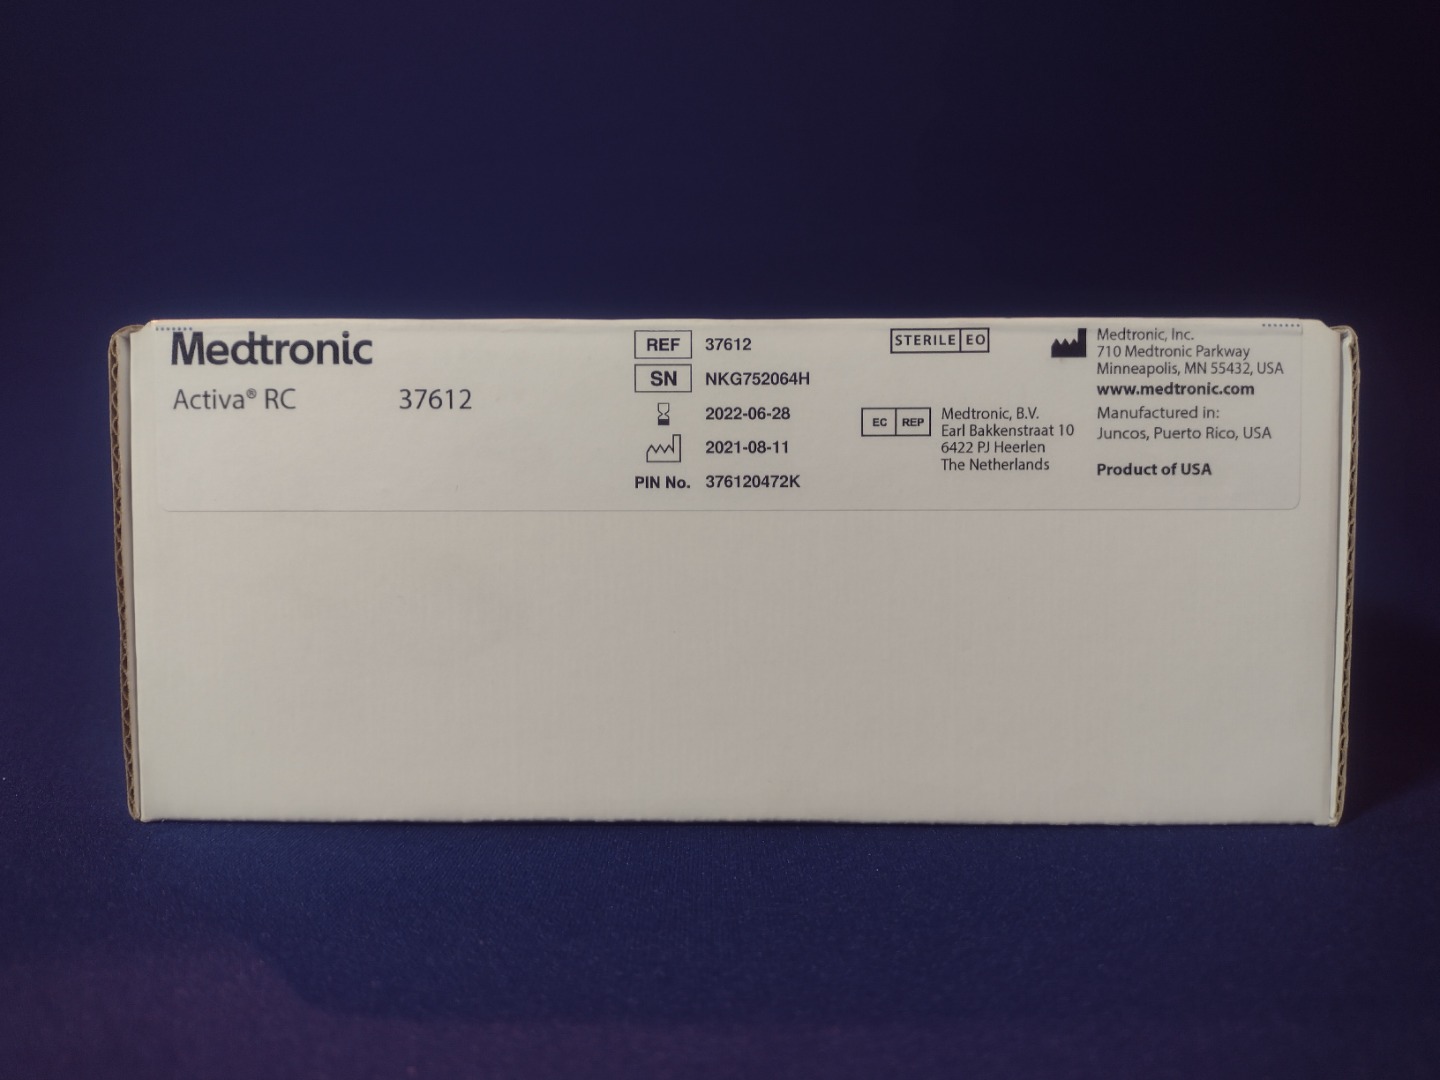 Medtronic
Activa® RC 37612
REF 37612
SN NKG752064H
2022-06-28
2021-08-11
PIN No. 376120472K
STERILE EO
EC REP
Medtronic, B.V.
Earl Bakkenstraat 10
6422 PJ Heerlen
The Netherlands
Medtronic, Inc.
710 Medtronic Parkway
Minneapolis, MN 55432, USA
www.medtronic.com
Manufactured in:
Juncos, Puerto Rico, USA
Product of USA